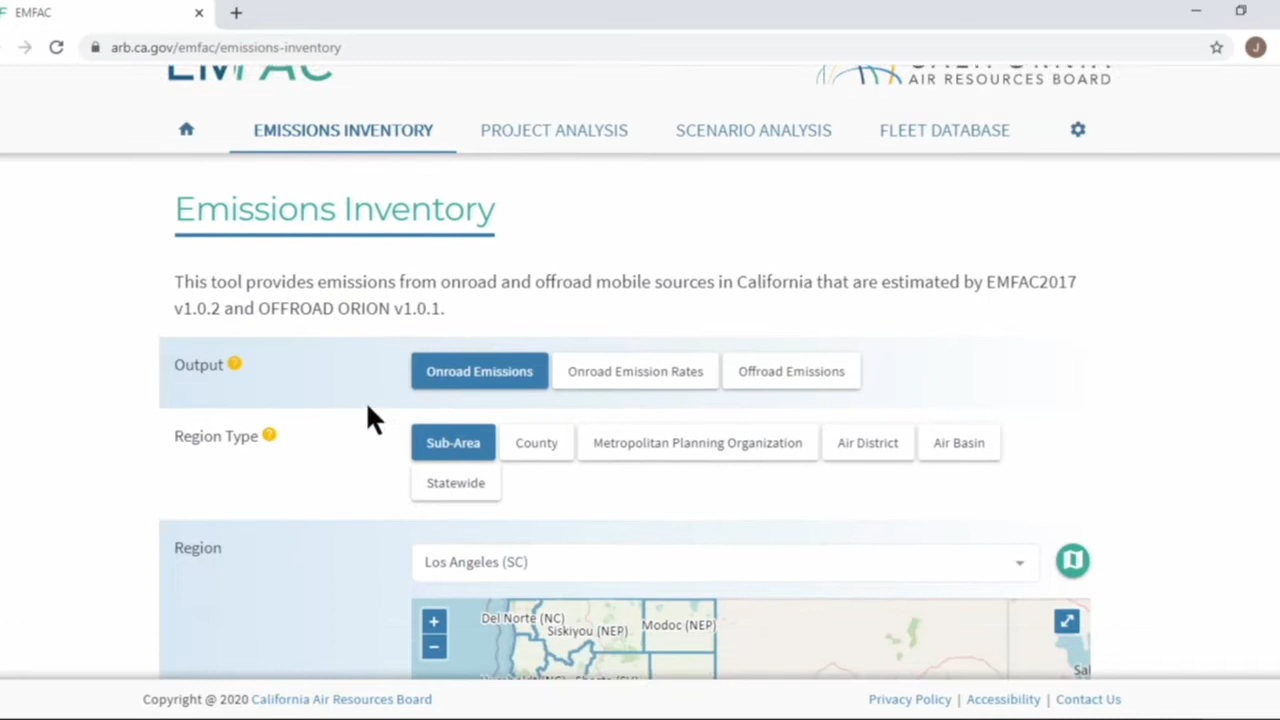 EMFAC
arb.ca.gov/emfac/emissions-inventory
J
EMFAC
CALIFORNIA
AIR RESOURCES BOARD
EMISSIONS INVENTORY
PROJECT ANALYSIS
SCENARIO ANALYSIS
FLEET DATABASE
Emissions Inventory
This tool provides emissions from onroad and offroad mobile sources in California that are estimated by EMFAC2017
v1.0.2 and OFFROAD ORION v1.0.1.
Output ?
Onroad Emissions
Onroad Emission Rates
Offroad Emissions
Region Type ?
Sub-Area
County
Metropolitan Planning Organization
Air District
Air Basin
Statewide
Region
Los Angeles (SC)
+
−
Del Norte (NC)
Siskiyou (NEP)
Modoc (NEP)
Sal
Copyright @ 2020 California Air Resources Board
Privacy Policy | Accessibility | Contact Us